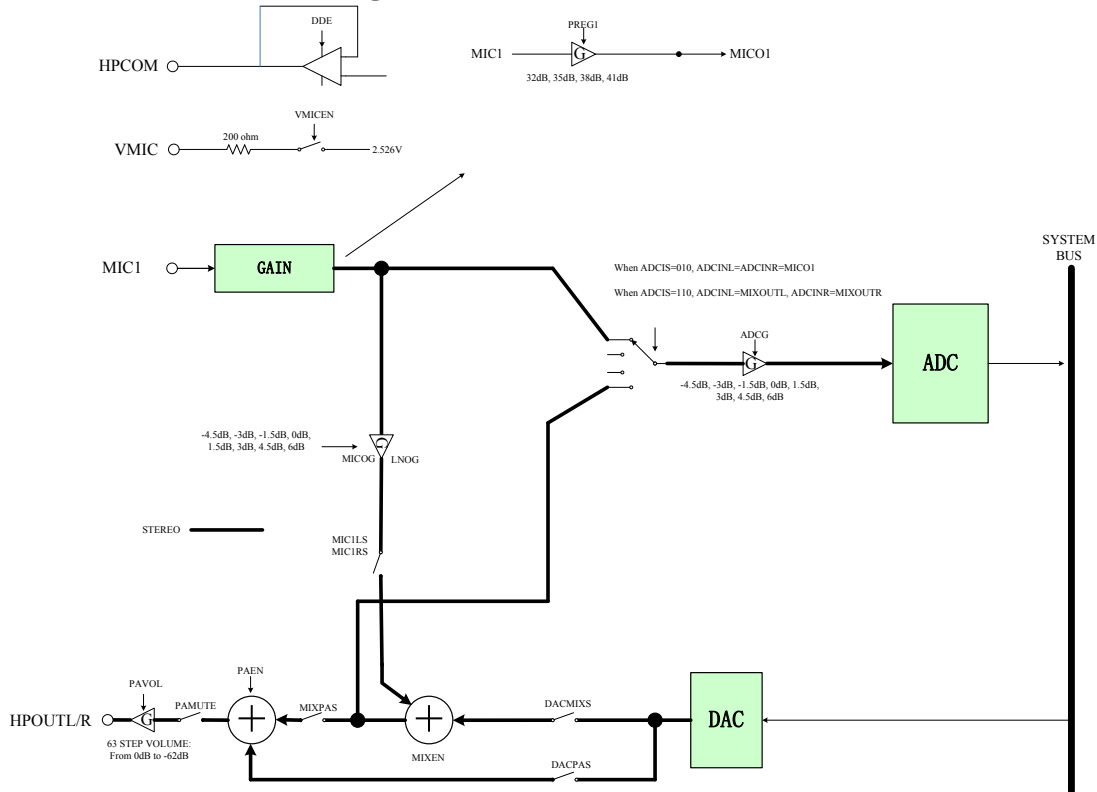 DDE
HPCOM
PREG1
MIC1
G
MICO1
32dB, 35dB, 38dB, 41dB
VMICEN
200 ohm
VMIC
2.526V
SYSTEM
BUS
MIC1
GAIN
When ADCIS=010, ADCINL=ADCINR=MICO1
When ADCIS=110, ADCINL=MIXOUTL, ADCINR=MIXOUTR
ADCG
G
ADC
-4.5dB, -3dB, -1.5dB, 0dB, 1.5dB,
3dB, 4.5dB, 6dB
-4.5dB, -3dB, -1.5dB, 0dB,
1.5dB, 3dB, 4.5dB, 6dB
G
MICOG
LNOG
STEREO
MIC1LS
MIC1RS
PAEN
PAVOL
PAMUTE
MIXPAS
DACMIXS
DAC
HPOUTL/R
G
63 STEP VOLUME:
From 0dB to -62dB
MIXEN
DACPAS